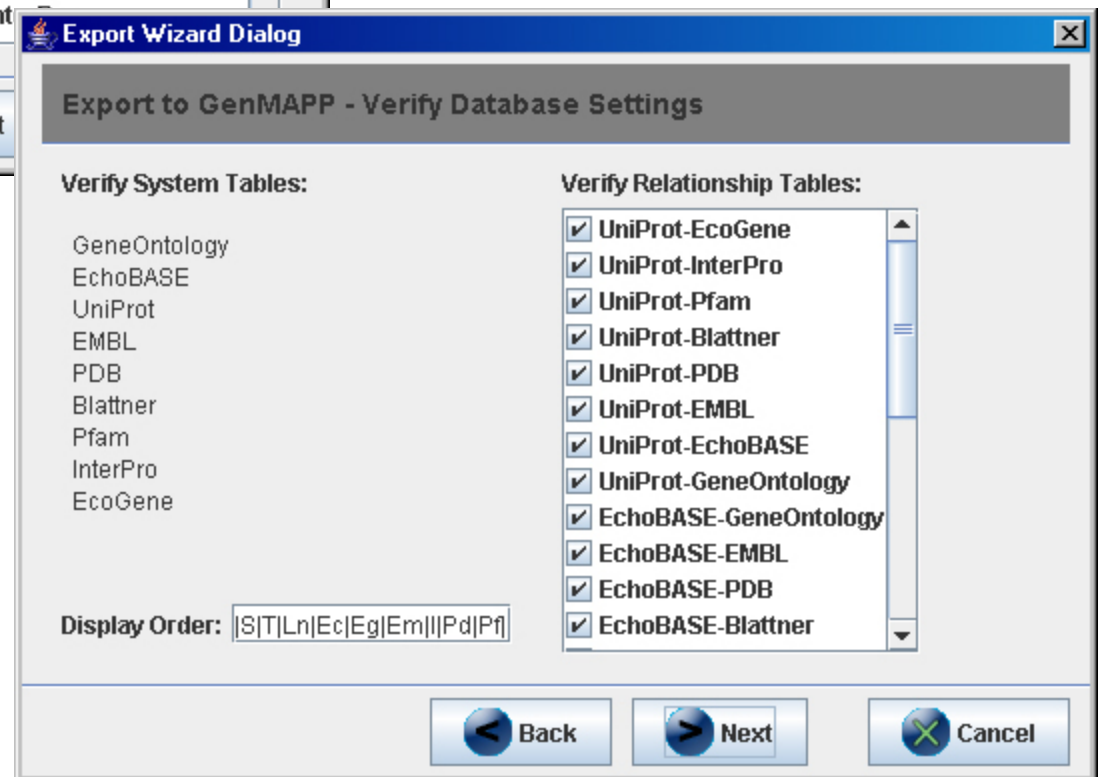 Export Wizard Dialog
Export to GenMAPP - Verify Database Settings
Verify System Tables:
GeneOntology
EchoBASE
UniProt
EMBL
PDB
Blattner
Pfam
InterPro
EcoGene
Display Order: |S|T|Ln|Ec|Eg|Em|I|Pd|Pf|
Verify Relationship Tables:
UniProt-EcoGene
UniProt-InterPro
UniProt-Pfam
UniProt-Blattner
UniProt-PDB
UniProt-EMBL
UniProt-EchoBASE
UniProt-GeneOntology
EchoBASE-GeneOntology
EchoBASE-EMBL
EchoBASE-PDB
EchoBASE-Blattner
Back
Next
Cancel